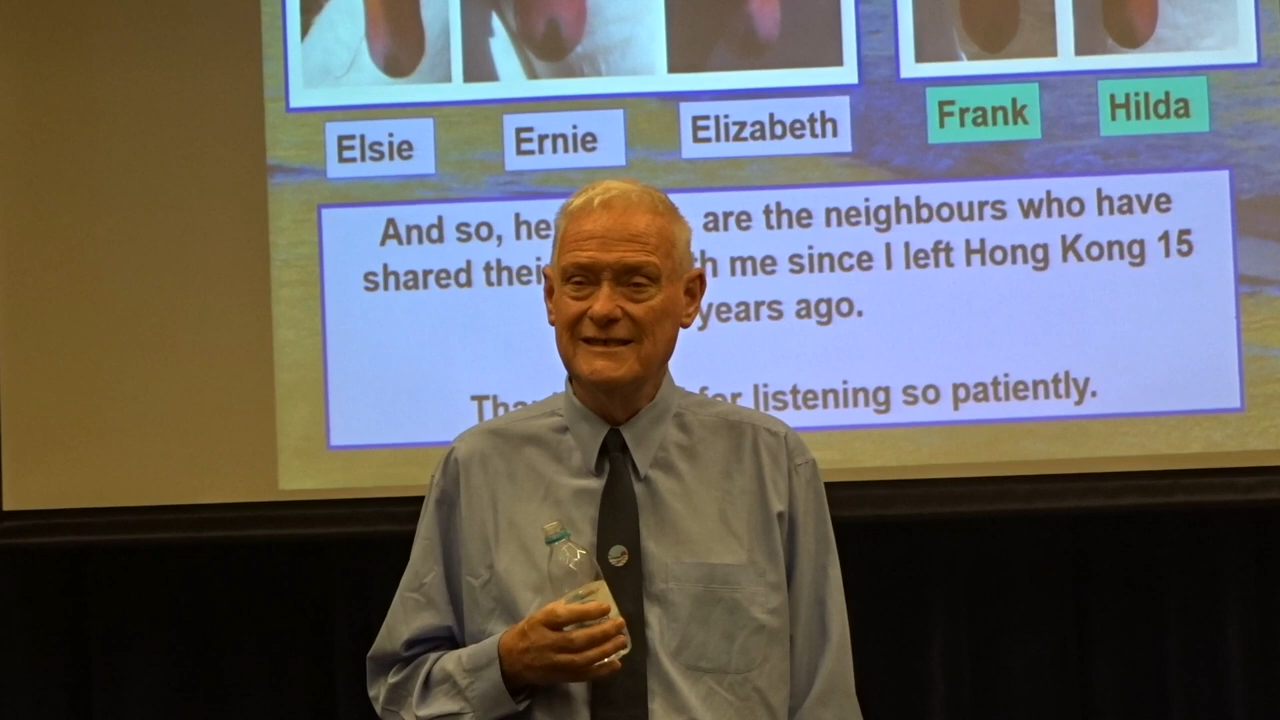 Elsie Ernie Elizabeth Frank Hilda
And so, he are the neighbours who have
shared thei h me since I left Hong Kong 15
years ago.
Tha for listening so patiently.